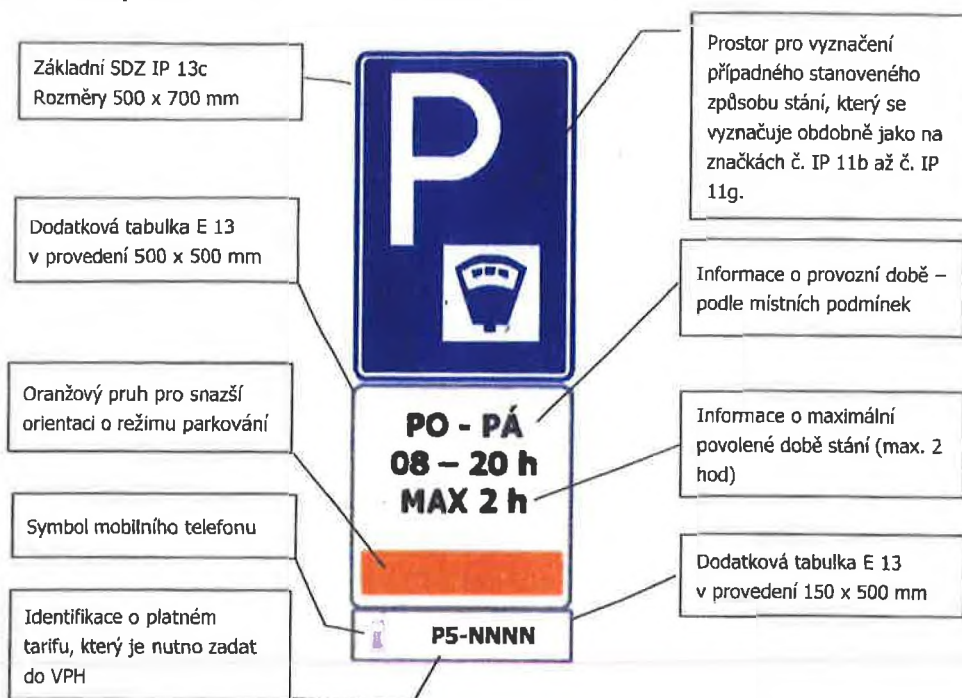 Základní SDZ IP 13c
Rozměry 500 x 700 mm
Dodatková tabulka E 13
v provedení 500 x 500 mm
Oranžový pruh pro snazší
orientaci o režimu parkování
Symbol mobilního telefonu
Identifikace o platném
tarifu, který je nutno zadat
do VPH
P
PO - PÁ
08 – 20 h
MAX 2 h
P5-NNNN
Prostor pro vyznačení
případného stanoveného
způsobu stání, který se
vyznačuje obdobně jako na
značkách č. IP 11b až č. IP
11g.
Informace o provozní době –
podle místních podmínek
Informace o maximální
povolené době stání (max. 2
hod)
Dodatková tabulka E 13
v provedení 150 x 500 mm